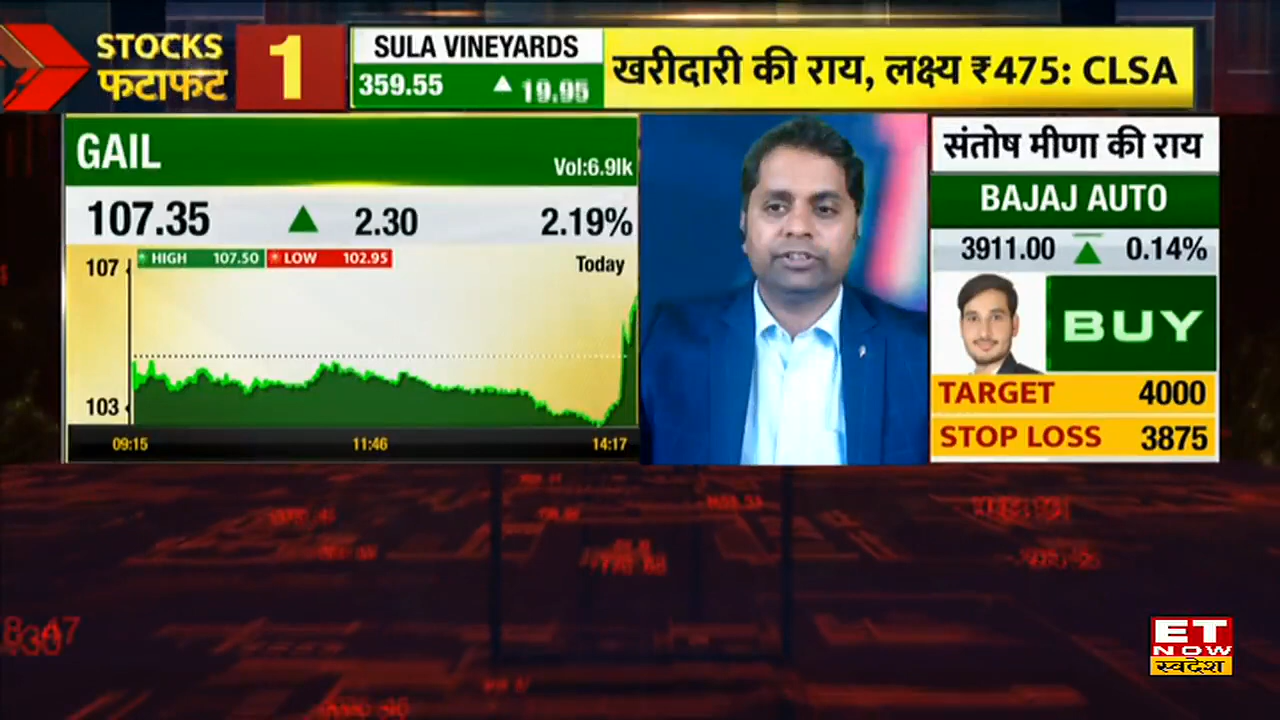 STOCKS
फटाफट
1
SULA VINEYARDS
359.55 ▲ 19.95
खरीदारी की राय, लक्ष्य ₹475: CLSA
GAIL
Vol:6.9lk
107.35 ▲ 2.30 2.19%
HIGH 107.50 LOW 102.95
Today
107
103
09:15 11:46 14:17
संतोष मीणा की राय
BAJAJ AUTO
3911.00 ▲ 0.14%
BUY
TARGET 4000
STOP LOSS 3875
ET
NOW
स्वदेश